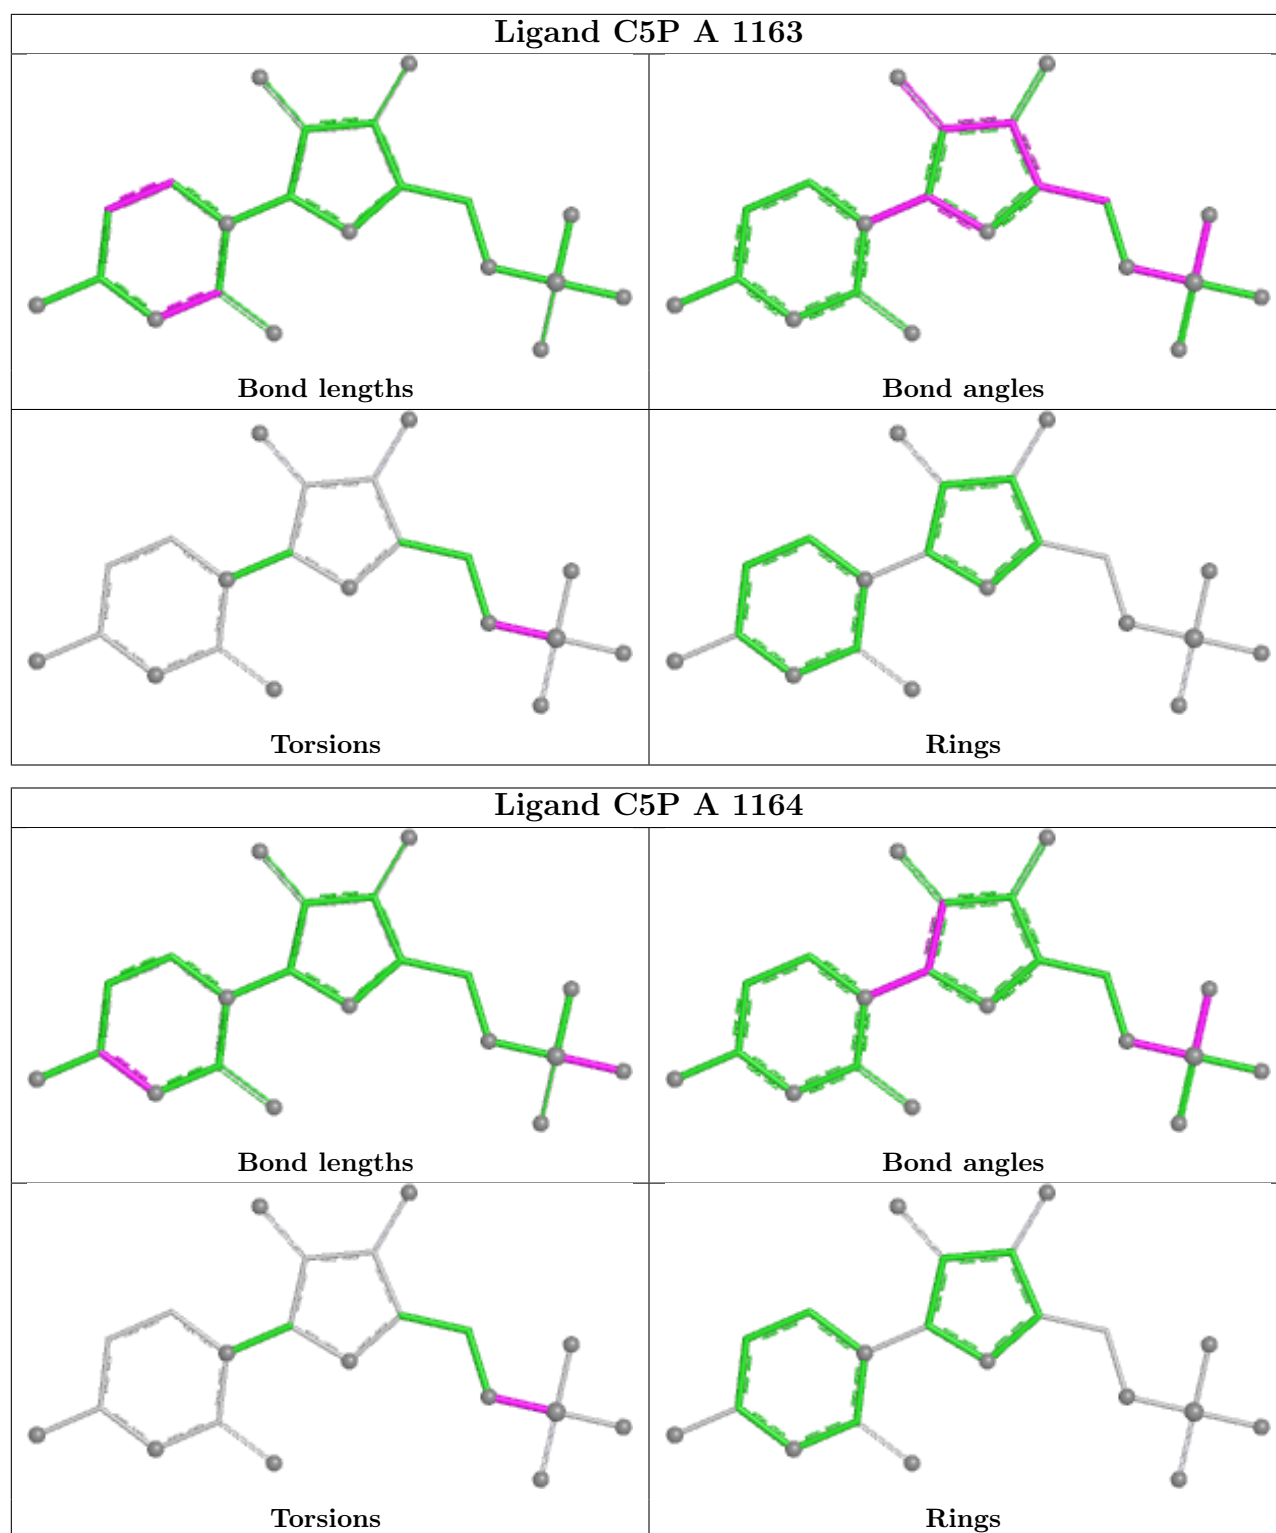 Ligand C5P A 1163
Bond lengths
Bond angles
Torsions
Rings
Ligand C5P A 1164
Bond lengths
Bond angles
Torsions
Rings